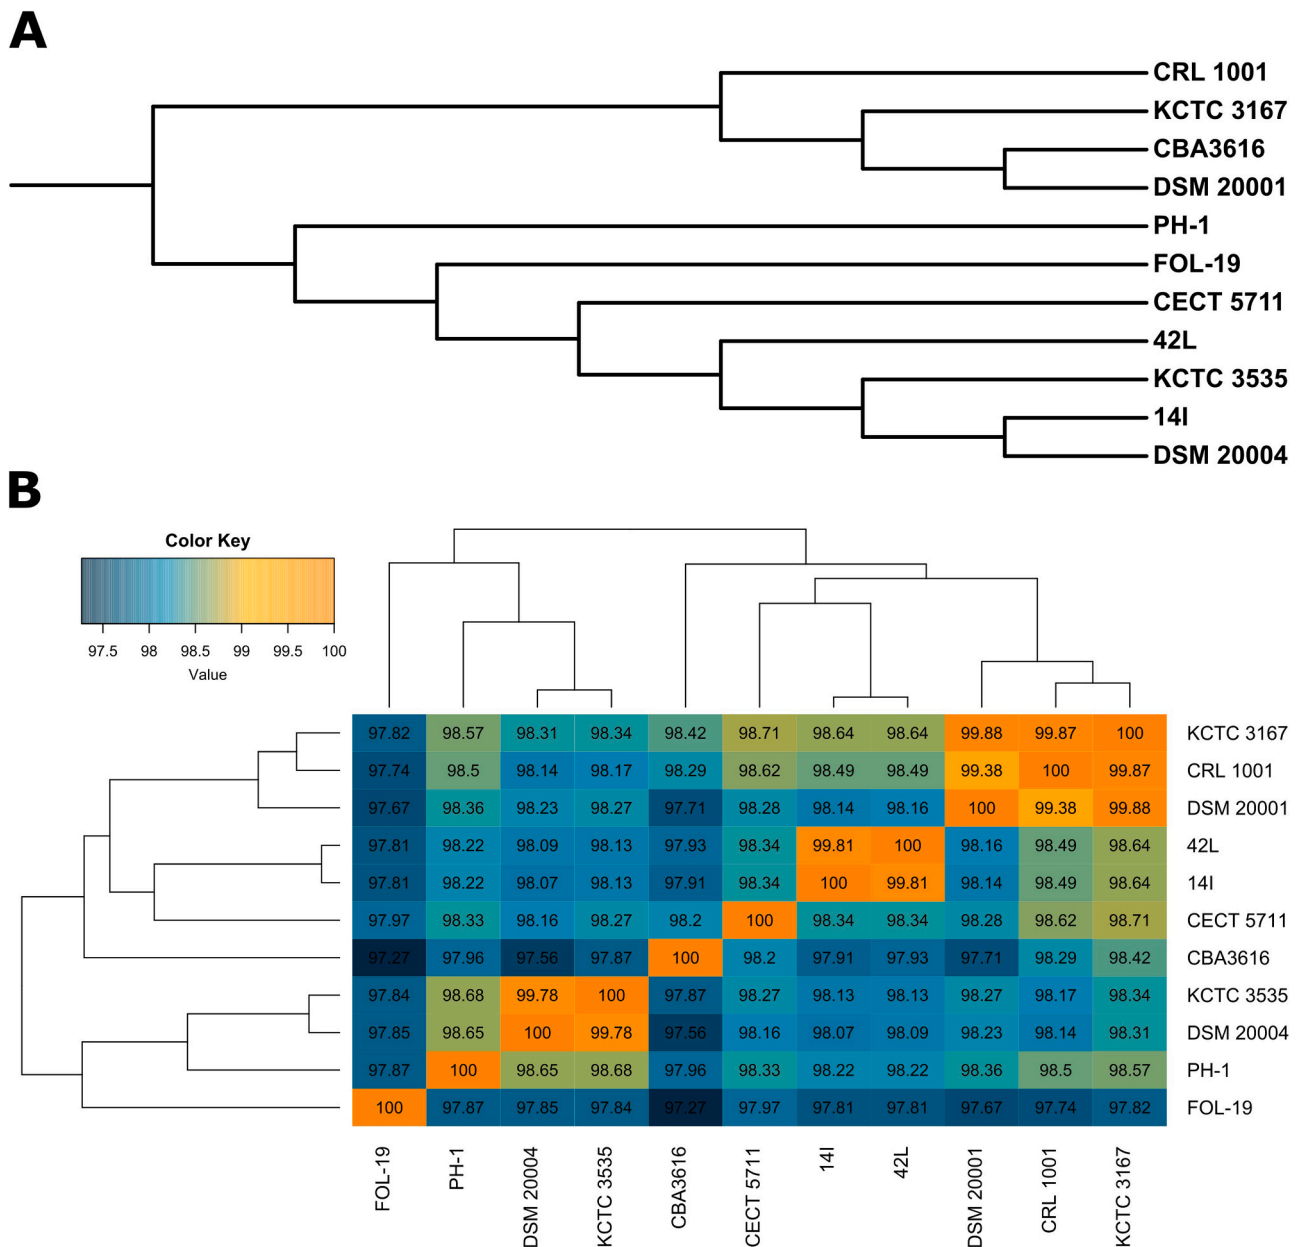 A
CRL 1001
KCTC 3167
CBA3616
DSM 20001
PH-1
FOL-19
CECT 5711
42L
KCTC 3535
14I
DSM 20004
B
Color Key
97.5 98 98.5 99 99.5 100
Value
97.82 98.57 98.31 98.34 98.42 98.71 98.64 98.64 99.88 99.87 100 KCTC 3167
97.74 98.5 98.14 98.17 98.29 98.62 98.49 98.49 99.38 100 99.87 CRL 1001
97.67 98.36 98.23 98.27 97.71 98.28 98.14 98.16 100 99.38 99.88 DSM 20001
97.81 98.22 98.09 98.13 97.93 98.34 99.81 100 98.16 98.49 98.64 42L
97.81 98.22 98.07 98.13 97.91 98.34 100 99.81 98.14 98.49 98.64 14I
97.97 98.33 98.16 98.27 98.2 100 98.34 98.34 98.28 98.62 98.71 CECT 5711
97.27 97.96 97.56 97.87 100 98.2 97.91 97.93 97.71 98.29 98.42 CBA3616
97.84 98.68 99.78 100 97.87 98.27 98.13 98.13 98.27 98.17 98.34 KCTC 3535
97.85 98.65 100 99.78 97.56 98.16 98.07 98.09 98.23 98.14 98.31 DSM 20004
97.87 100 98.65 98.68 97.96 98.33 98.22 98.22 98.36 98.5 98.57 PH-1
100 97.87 97.85 97.84 97.27 97.97 97.81 97.81 97.67 97.74 97.82 FOL-19
FOL-19
PH-1
DSM 20004
KCTC 3535
CBA3616
CECT 5711
14I
42L
DSM 20001
CRL 1001
KCTC 3167